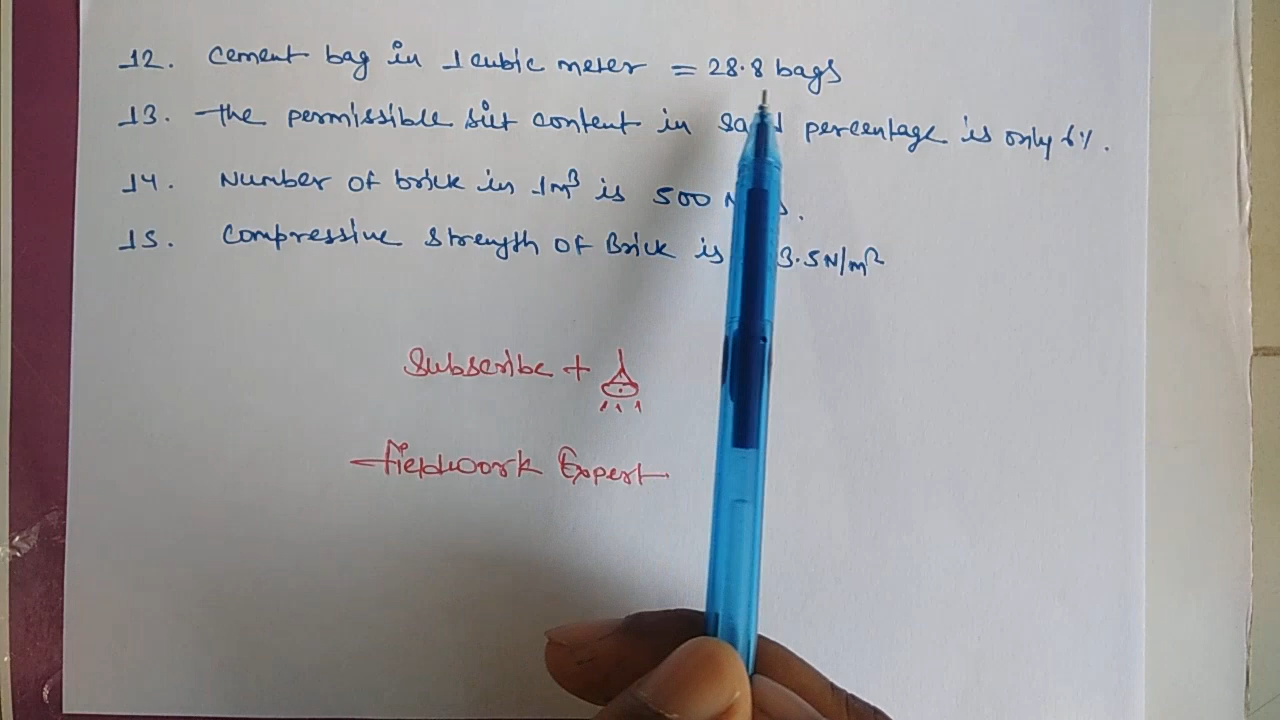 12. Cement bag in 1 cubic meter = 28.8 bags
13. The permissible silt content in sand percentage is only 6%.
14. Number of brick in 1m³ is 500
15. Compressive strength of Brick is 3.5N/m²
Subscribe +
fieldwork Expert